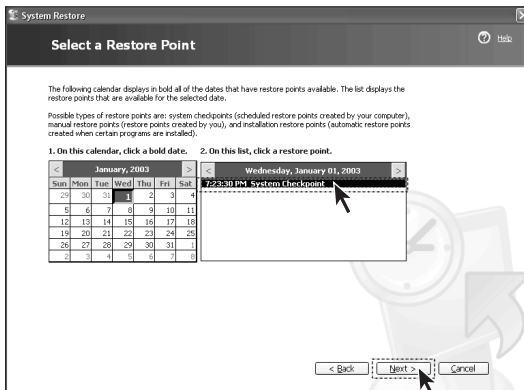 System Restore
Select a Restore Point
Help
The following calendar displays in bold all of the dates that have restore points available. The list displays the
restore points that are available for the selected date.
Possible types of restore points are: system checkpoints (scheduled restore points created by your computer),
manual restore points (restore points created by you), and installation restore points (automatic restore points
created when certain programs are installed).
1. On this calendar, click a bold date. 2. On this list, click a restore point.
< January, 2003 >
Sun Mon Tue Wed Thu Fri Sat
29 30 31 1 2 3 4
5 6 7 8 9 10 11
12 13 14 15 16 17 18
19 20 21 22 23 24 25
26 27 28 29 30 31 1
2 3 4 5 6 7 8
< Wednesday, January 01, 2003 >
7:23:30 PM System Checkpoint
< Back Next > Cancel